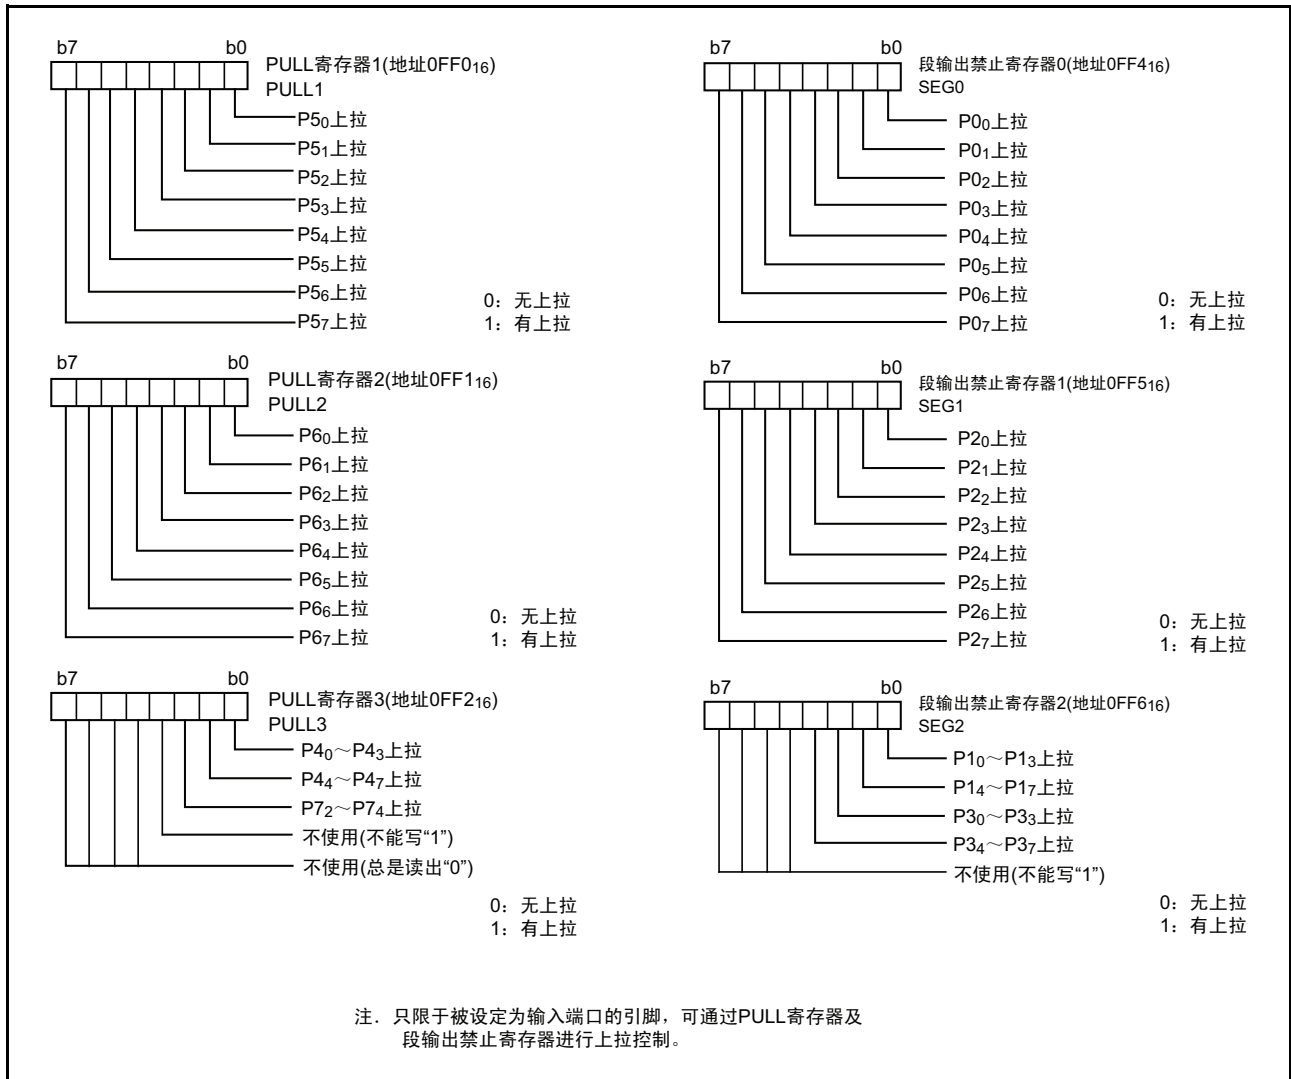 b7 b0
PULL寄存器1(地址0FF0₁₆)
PULL1
P5₀上拉
P5₁上拉
P5₂上拉
P5₃上拉
P5₄上拉
P5₅上拉
P5₆上拉
P5₇上拉
0：无上拉
1：有上拉
b7 b0
PULL寄存器2(地址0FF1₁₆)
PULL2
P6₀上拉
P6₁上拉
P6₂上拉
P6₃上拉
P6₄上拉
P6₅上拉
P6₆上拉
P6₇上拉
0：无上拉
1：有上拉
b7 b0
PULL寄存器3(地址0FF2₁₆)
PULL3
P4₀～P4₃上拉
P4₄～P4₇上拉
P7₂～P7₄上拉
不使用(不能写“1”)
不使用(总是读出“0”)
0：无上拉
1：有上拉
b7 b0
段输出禁止寄存器0(地址0FF4₁₆)
SEG0
P0₀上拉
P0₁上拉
P0₂上拉
P0₃上拉
P0₄上拉
P0₅上拉
P0₆上拉
P0₇上拉
0：无上拉
1：有上拉
b7 b0
段输出禁止寄存器1(地址0FF5₁₆)
SEG1
P2₀上拉
P2₁上拉
P2₂上拉
P2₃上拉
P2₄上拉
P2₅上拉
P2₆上拉
P2₇上拉
0：无上拉
1：有上拉
b7 b0
段输出禁止寄存器2(地址0FF6₁₆)
SEG2
P1₀～P1₃上拉
P1₄～P1₇上拉
P3₀～P3₃上拉
P3₄～P3₇上拉
不使用(不能写“1”)
0：无上拉
1：有上拉
注．只限于被设定为输入端口的引脚，可通过PULL寄存器及
段输出禁止寄存器进行上拉控制。